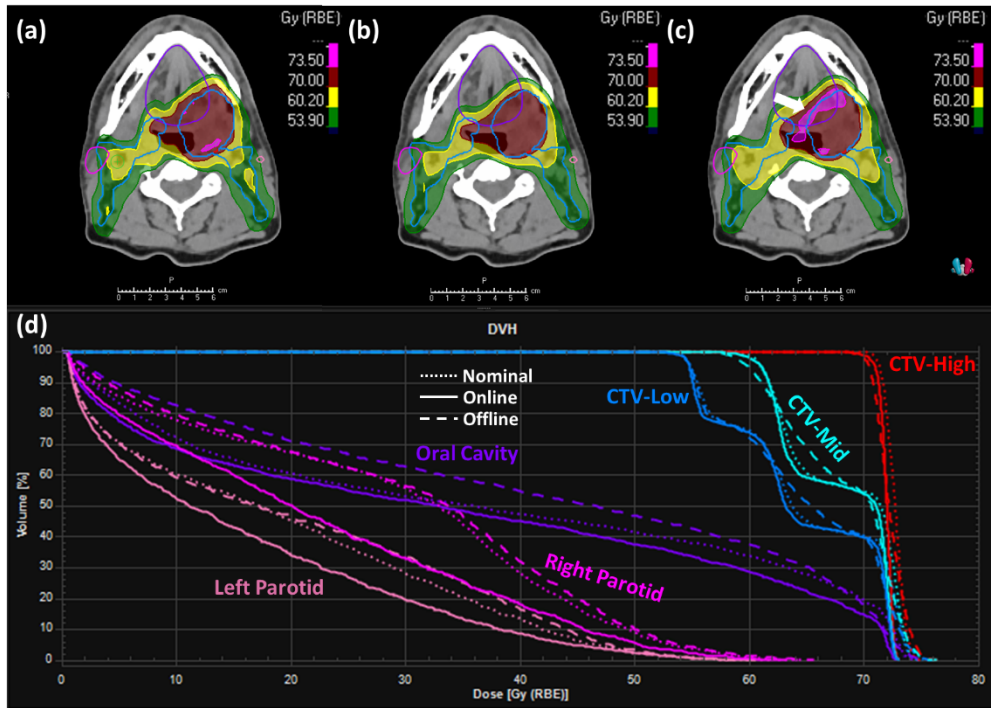 (a)
Gy (RBE)
---
73.50
70.00
60.20
53.90
P
0 1 2 3 4 5 6 cm
(b)
Gy (RBE)
---
73.50
70.00
60.20
53.90
P
0 1 2 3 4 5 6 cm
(c)
Gy (RBE)
---
73.50
70.00
60.20
53.90
P
0 1 2 3 4 5 6 cm
(d)
DVH
100
90
80
70
60
50
40
30
20
10
0
Volume [%]
Nominal
Online
Offline
CTV-High
CTV-Low
CTV-Mid
Oral Cavity
Left Parotid
Right Parotid
0 10 20 30 40 50 60 70 80
Dose [Gy (RBE)]